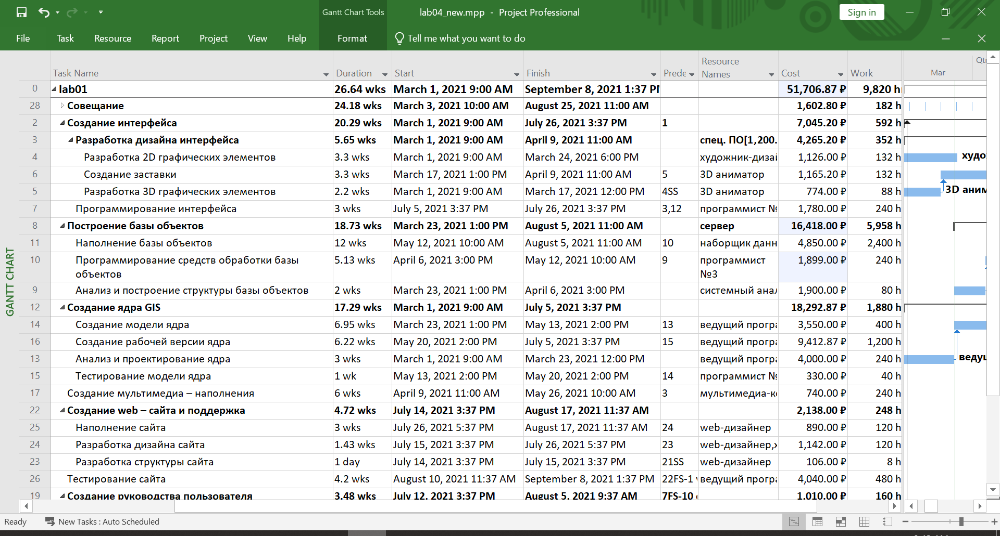 Gantt Chart Tools
lab04_new.mpp - Project Professional
Sign in
File Task Resource Report Project View Help Format Tell me what you want to do
Task Name Duration Start Finish Prede Resource Names Cost Work
Qtr
Mar
0 lab01 26.64 wks March 1, 2021 9:00 AM September 8, 2021 1:37 PM 51,706.87 ₽ 9,820 h
28 Совещание 24.18 wks March 3, 2021 10:00 AM August 25, 2021 11:00 AM 1,602.80 ₽ 182 h
2 Создание интерфейса 20.29 wks March 1, 2021 9:00 AM July 26, 2021 3:37 PM 1 7,045.20 ₽ 592 h
3 Разработка дизайна интерфейса 5.65 wks March 1, 2021 9:00 AM April 9, 2021 11:00 AM спец. ПО[1,200. 4,265.20 ₽ 352 h
4 Разработка 2D графических элементов 3.3 wks March 1, 2021 9:00 AM March 24, 2021 6:00 PM художник-дизай 1,126.00 ₽ 132 h худо
6 Создание заставки 3.3 wks March 17, 2021 1:00 PM April 9, 2021 11:00 AM 5 3D аниматор 1,165.20 ₽ 132 h
5 Разработка 3D графических элементов 2.2 wks March 1, 2021 9:00 AM March 17, 2021 12:00 PM 4SS 3D аниматор 774.00 ₽ 88 h 3D аним
7 Программирование интерфейса 3 wks July 5, 2021 3:37 PM July 26, 2021 3:37 PM 3,12 программист № 1,780.00 ₽ 240 h
8 Построение базы объектов 18.73 wks March 23, 2021 1:00 PM August 5, 2021 11:00 AM сервер 16,418.00 ₽ 5,958 h
11 Наполнение базы объектов 12 wks May 12, 2021 10:00 AM August 5, 2021 11:00 AM 10 наборщик данн 4,850.00 ₽ 2,400 h
10 Программирование средств обработки базы объектов 5.13 wks April 6, 2021 3:00 PM May 12, 2021 10:00 AM 9 программист №3 1,899.00 ₽ 240 h
9 Анализ и построение структуры базы объектов 2 wks March 23, 2021 1:00 PM April 6, 2021 3:00 PM системный анал 1,900.00 ₽ 80 h
12 Создание ядра GIS 17.29 wks March 1, 2021 9:00 AM July 5, 2021 3:37 PM 18,292.87 ₽ 1,880 h
14 Создание модели ядра 6.95 wks March 23, 2021 1:00 PM May 13, 2021 2:00 PM 13 ведущий програ 3,550.00 ₽ 400 h
16 Создание рабочей версии ядра 6.22 wks May 20, 2021 2:00 PM July 5, 2021 3:37 PM 15 ведущий програ 9,412.87 ₽ 1,200 h
13 Анализ и проектирование ядра 3 wks March 1, 2021 9:00 AM March 23, 2021 12:00 PM ведущий програ 4,000.00 ₽ 240 h ведущ
15 Тестирование модели ядра 1 wk May 13, 2021 2:00 PM May 20, 2021 2:00 PM 14 программист № 330.00 ₽ 40 h
17 Создание мультимедиа – наполнения 6 wks April 9, 2021 11:00 AM May 26, 2021 10:00 AM 3 мультимедиа-к 740.00 ₽ 240 h
22 Создание web – сайта и поддержка 4.72 wks July 14, 2021 3:37 PM August 17, 2021 11:37 AM 2,138.00 ₽ 248 h
25 Наполнение сайта 3 wks July 26, 2021 5:37 PM August 17, 2021 11:37 AM 24 web-дизайнер 890.00 ₽ 120 h
24 Разработка дизайна сайта 1.43 wks July 15, 2021 3:37 PM July 26, 2021 5:37 PM 23 web-дизайнер,х 1,142.00 ₽ 120 h
23 Разработка структуры сайта 1 day July 14, 2021 3:37 PM July 15, 2021 3:37 PM 21SS web-дизайнер 106.00 ₽ 8 h
26 Тестирование сайта 4.2 wks August 10, 2021 11:37 AM September 8, 2021 1:37 PM 22FS-1 ведущий програ 4,040.00 ₽ 480 h
19 Создание руководства пользователя 3.48 wks July 12, 2021 3:37 PM August 5, 2021 9:37 AM 7FS-10 1,010.00 ₽ 160 h
GANTT CHART
Ready New Tasks : Auto Scheduled